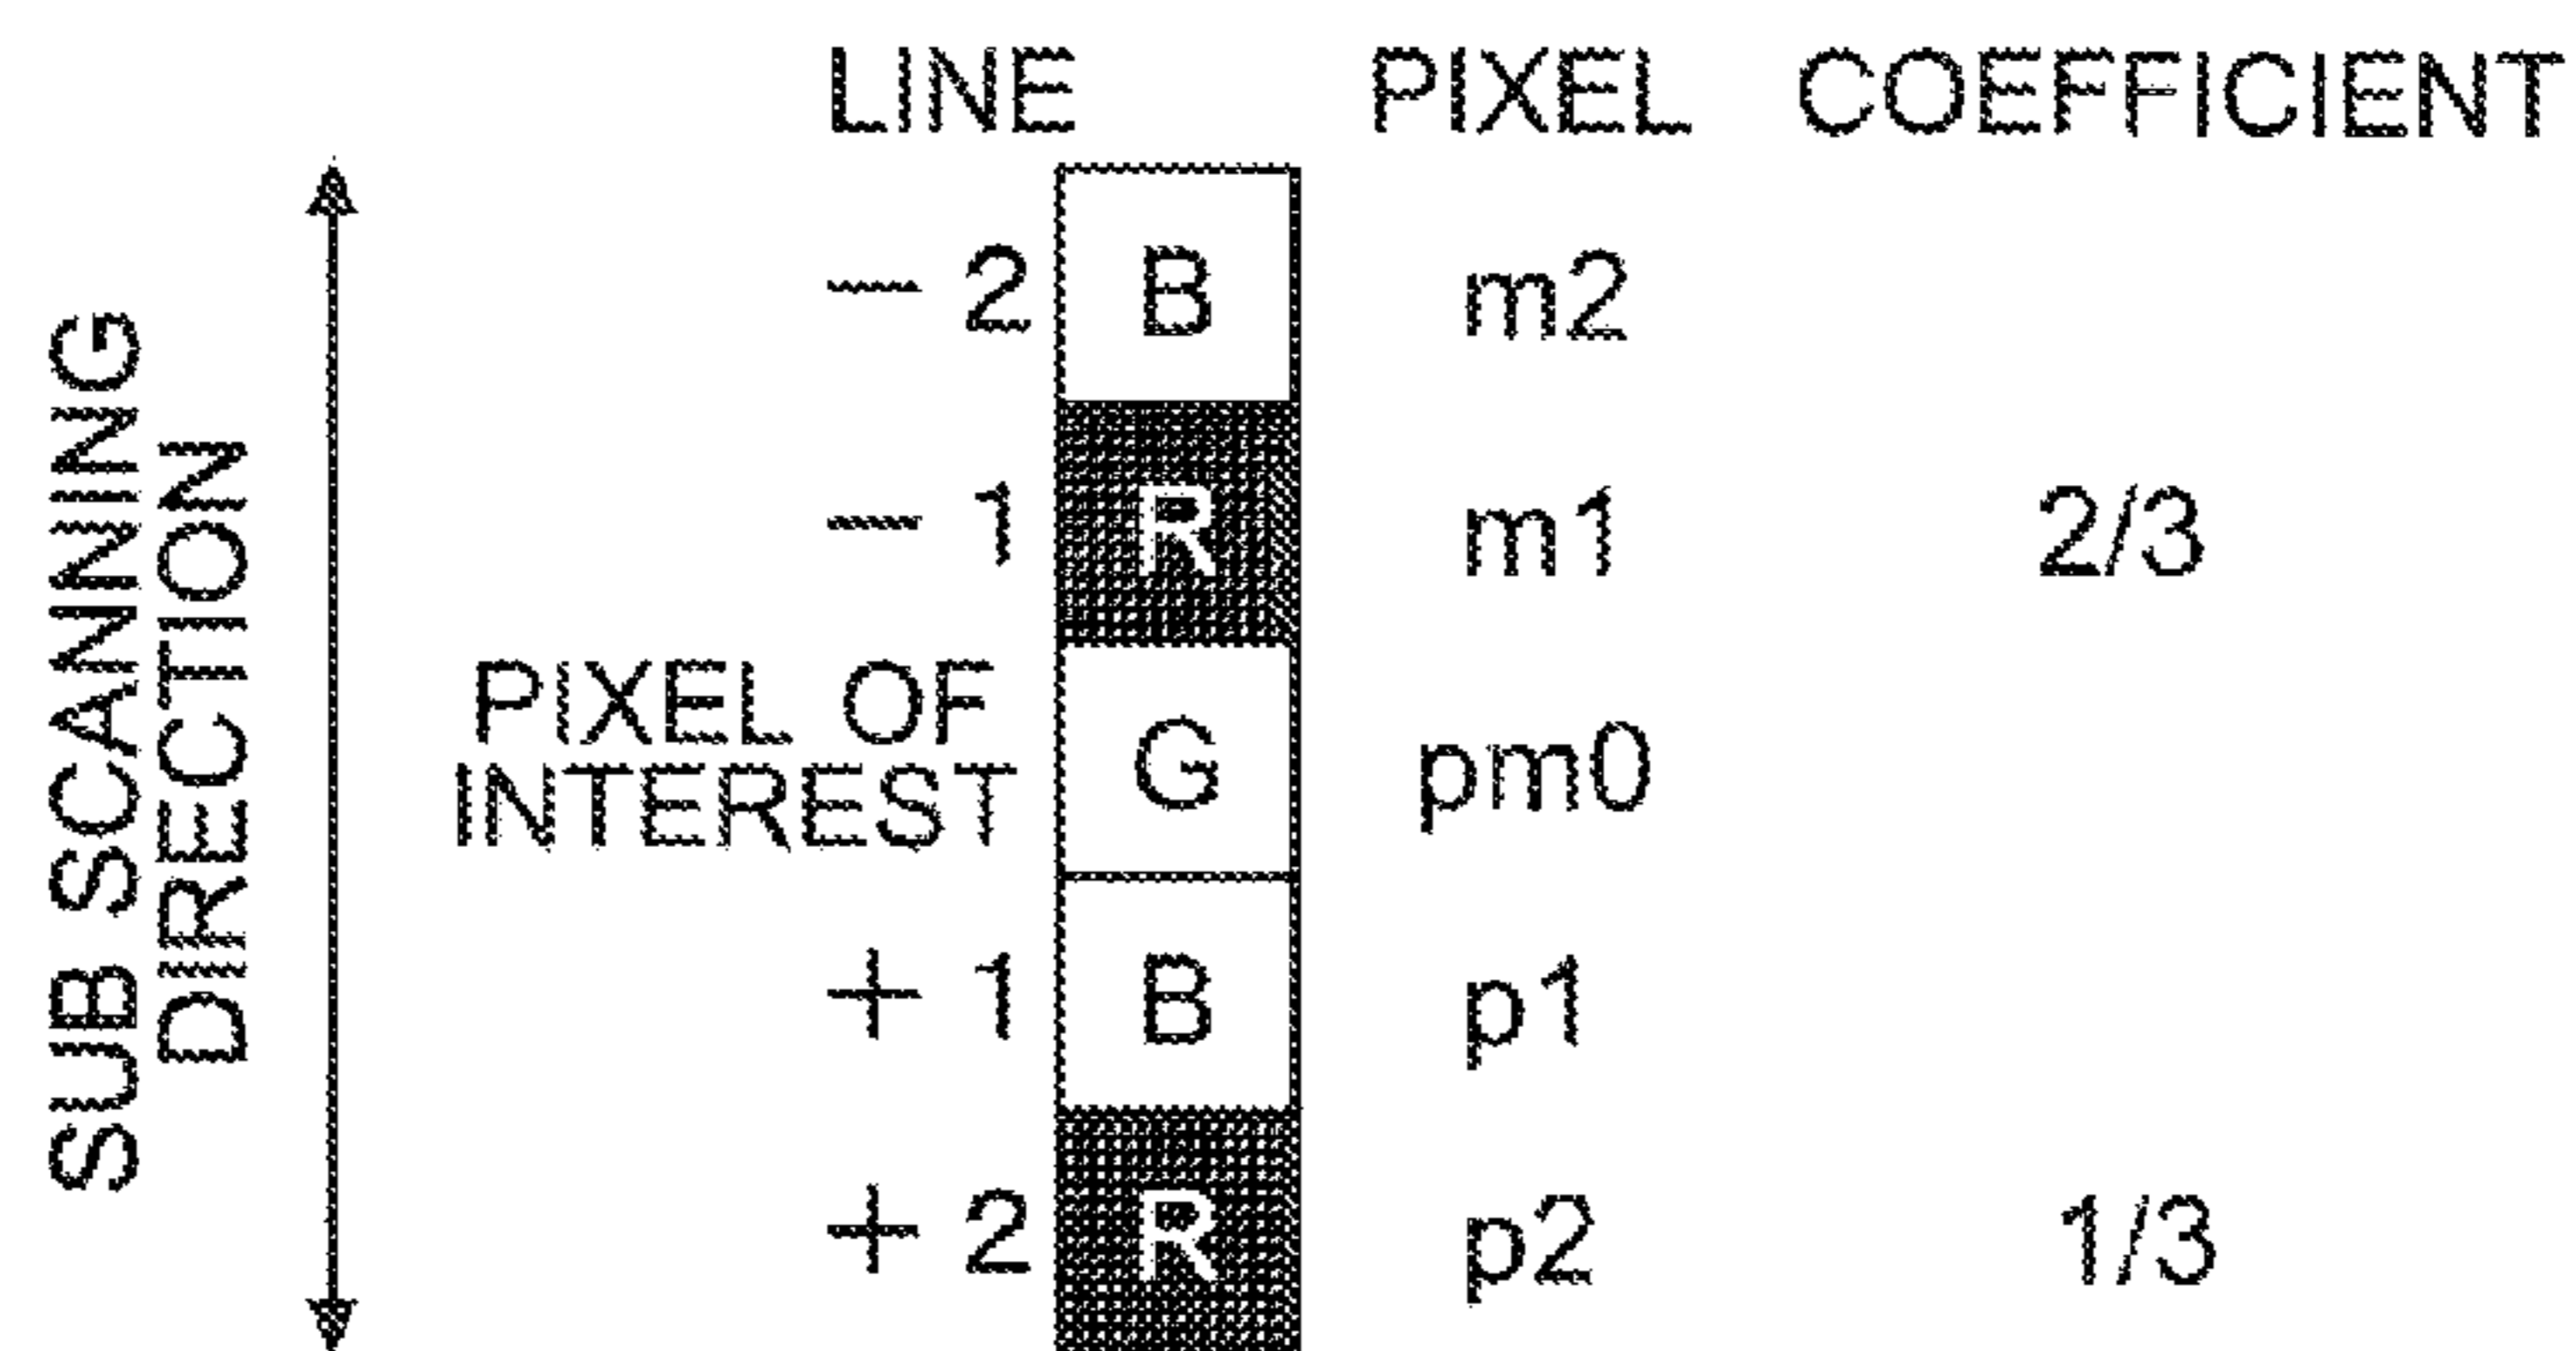 LINE PIXEL COEFFICIENT
SUB SCANNING
DIRECTION
- 2 B m2
- 1 R m1 2/3
PIXEL OF
INTEREST
G pm0
+ 1 B p1
+ 2 R p2 1/3